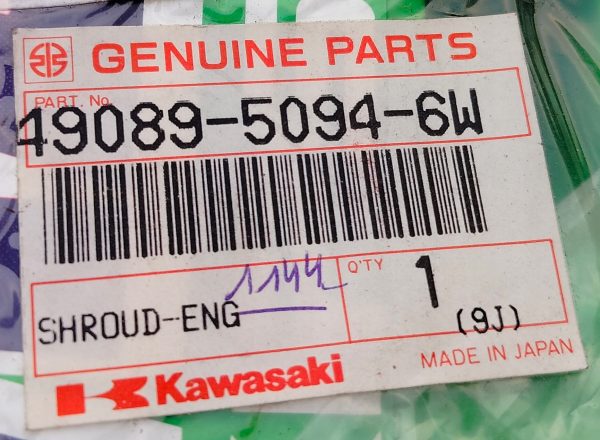 GENUINE PARTS
PART No.
49089-5094-6W
1144
Q'TY
1
SHROUD-ENG
(9J)
MADE IN JAPAN
Kawasaki